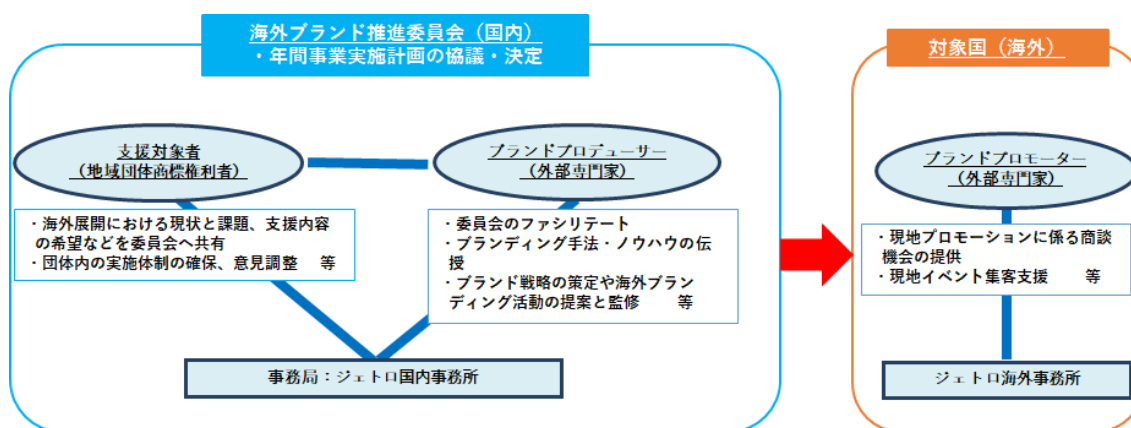 海外ブランド推進委員会（国内）
・年間事業実施計画の協議・決定
対象国（海外）
支援対象者
（地域団体商標権利者）
ブランドプロデューサー
（外部専門家）
ブランドプロモーター
（外部専門家）
・海外展開における現状と課題、支援内容
の希望などを委員会へ共有
・団体内の実施体制の確保、意見調整　等
・委員会のファシリテート
・ブランディング手法・ノウハウの伝
授
・ブランド戦略の策定や海外ブラン
ディング活動の提案と監修　　等
・現地プロモーションに係る商談
機会の提供
・現地イベント集客支援　　等
事務局：ジェトロ国内事務所
ジェトロ海外事務所